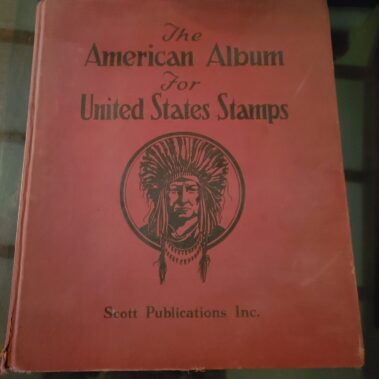 The
American Album
For
United States Stamps
Scott Publications Inc.